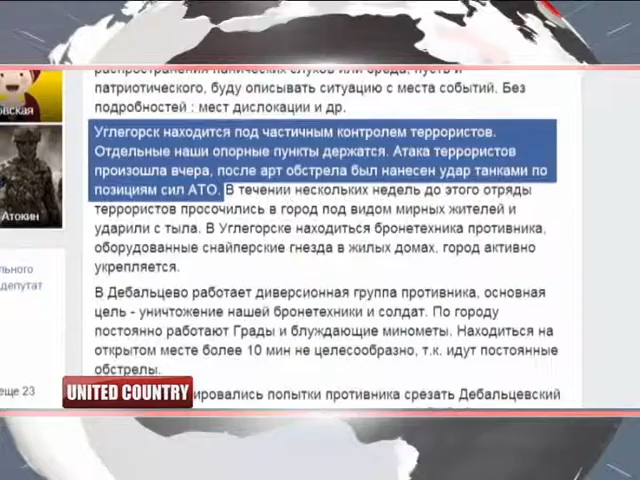 распространения панических слухов или бреда, пусть и
патриотического, буду описывать ситуацию с места событий. Без
подробностей : мест дислокации и др.
Углегорск находится под частичным контролем террористов.
Отдельные наши опорные пункты держатся. Атака террористов
произошла вчера, после арт обстрела был нанесен удар танками по
позициям сил АТО. В течении нескольких недель до этого отряды
террористов просочились в город под видом мирных жителей и
ударили с тыла. В Углегорске находиться бронетехника противника,
оборудованные снайперские гнезда в жилых домах, город активно
укрепляется.
В Дебальцево работает диверсионная группа противника, основная
цель - уничтожение нашей бронетехники и солдат. По городу
постоянно работают Грады и блуждающие минометы. Находиться на
открытом месте более 10 мин не целесообразно, т.к. идут постоянные
обстрелы.
ировались попытки противника срезать Дебальцевский
овская
Атокин
льного
депутат
еще 23
UNITED COUNTRY